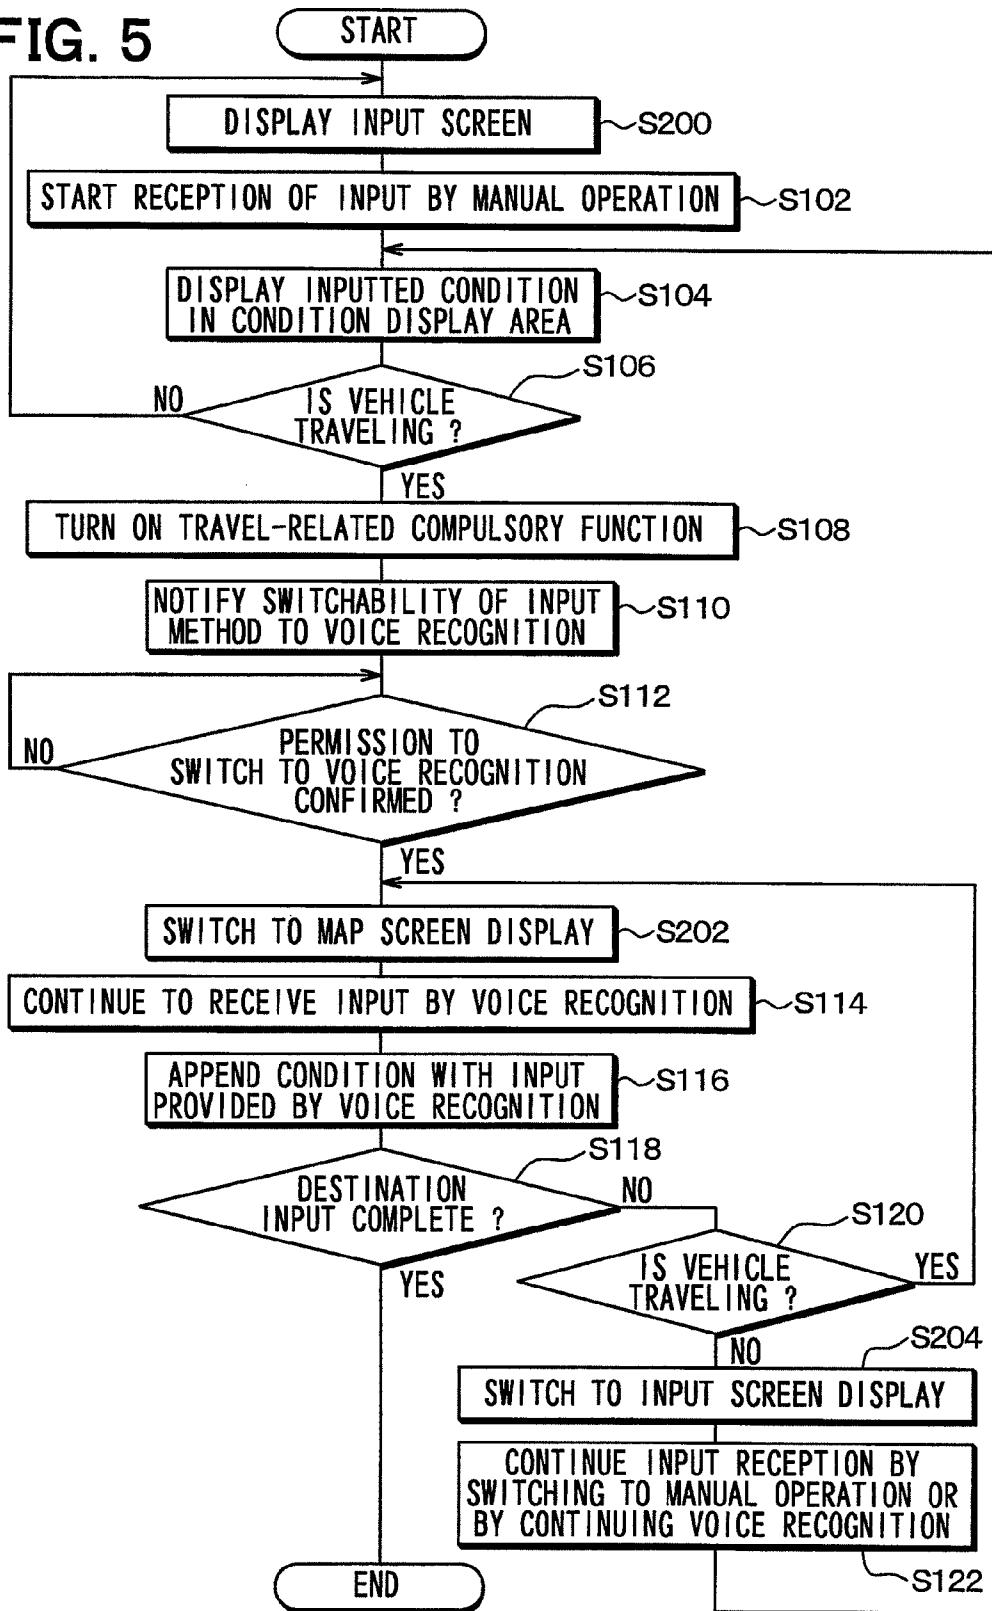 FIG. 5
START
DISPLAY INPUT SCREEN
S200
START RECEPTION OF INPUT BY MANUAL OPERATION
S102
DISPLAY INPUTTED CONDITION
IN CONDITION DISPLAY AREA
S104
S106
NO
IS VEHICLE
TRAVELING ?
YES
TURN ON TRAVEL-RELATED COMPULSORY FUNCTION
S108
NOTIFY SWITCHABILITY OF INPUT
METHOD TO VOICE RECOGNITION
S110
S112
NO
PERMISSION TO
SWITCH TO VOICE RECOGNITION
CONFIRMED ?
YES
SWITCH TO MAP SCREEN DISPLAY
S202
CONTINUE TO RECEIVE INPUT BY VOICE RECOGNITION
S114
APPEND CONDITION WITH INPUT
PROVIDED BY VOICE RECOGNITION
S116
S118
DESTINATION
INPUT COMPLETE ?
NO
YES
S120
IS VEHICLE
TRAVELING ?
YES
NO
S204
SWITCH TO INPUT SCREEN DISPLAY
CONTINUE INPUT RECEPTION BY
SWITCHING TO MANUAL OPERATION OR
BY CONTINUING VOICE RECOGNITION
S122
END